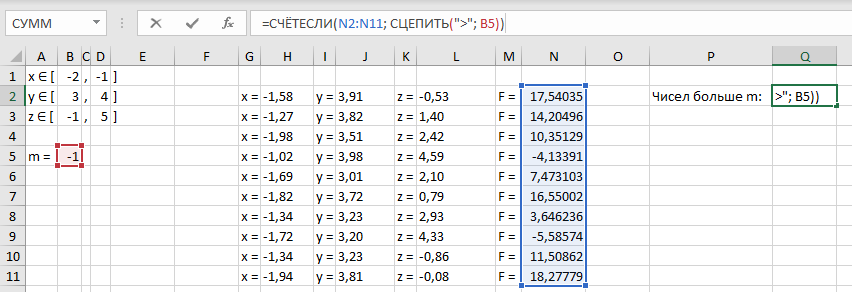 СУММ =СЧЁТЕСЛИ(N2:N11; СЦЕПИТЬ(">"; B5))
A B C D E F G H I J K L M N O P Q
1 x ∈ [ -2 , -1 ]
2 y ∈ [ 3 , 4 ] x = -1,58 y = 3,91 z = -0,53 F = 17,54035 Чисел больше m: >"; B5))
3 z ∈ [ -1 , 5 ] x = -1,27 y = 3,82 z = 1,40 F = 14,20496
4 x = -1,98 y = 3,51 z = 2,42 F = 10,35129
5 m = -1 x = -1,02 y = 3,98 z = 4,59 F = -4,13391
6 x = -1,69 y = 3,01 z = 2,10 F = 7,473103
7 x = -1,82 y = 3,72 z = 0,79 F = 16,55002
8 x = -1,34 y = 3,23 z = 2,93 F = 3,646236
9 x = -1,72 y = 3,20 z = 4,33 F = -5,58574
10 x = -1,34 y = 3,23 z = -0,86 F = 11,50862
11 x = -1,94 y = 3,81 z = -0,08 F = 18,27779